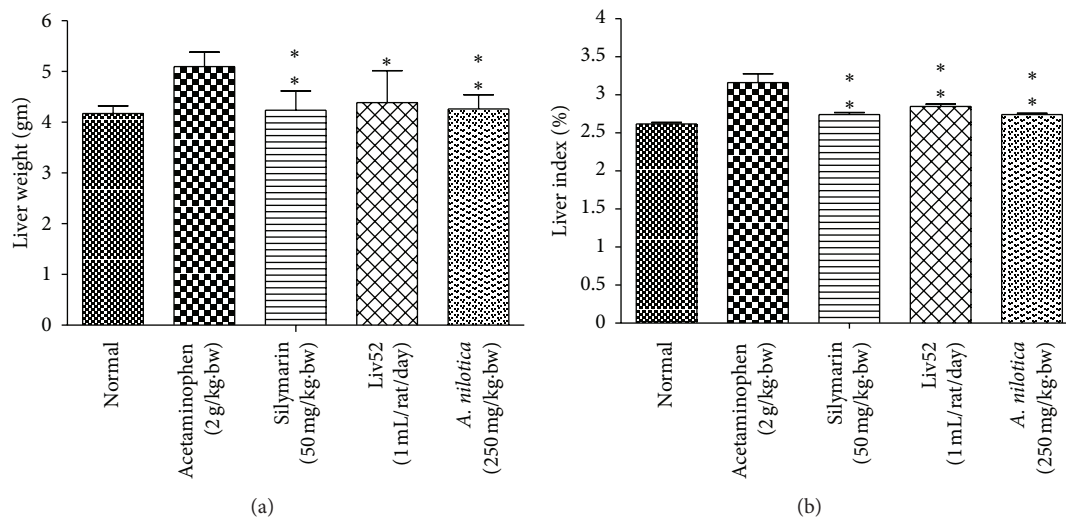 6
5
4
3
2
1
0
Liver weight (gm)
* *
*
* *
Normal
Acetaminophen
(2 g/kg·bw)
Silymarin
(50 mg/kg·bw)
Liv52
(1 mL/rat/day)
A. nilotica
(250 mg/kg·bw)
(a)
4
3.5
3
2.5
2
1.5
1
0.5
0
Liver index (%)
* *
* *
* *
Normal
Acetaminophen
(2 g/kg·bw)
Silymarin
(50 mg/kg·bw)
Liv52
(1 mL/rat/day)
A. nilotica
(250 mg/kg·bw)
(b)